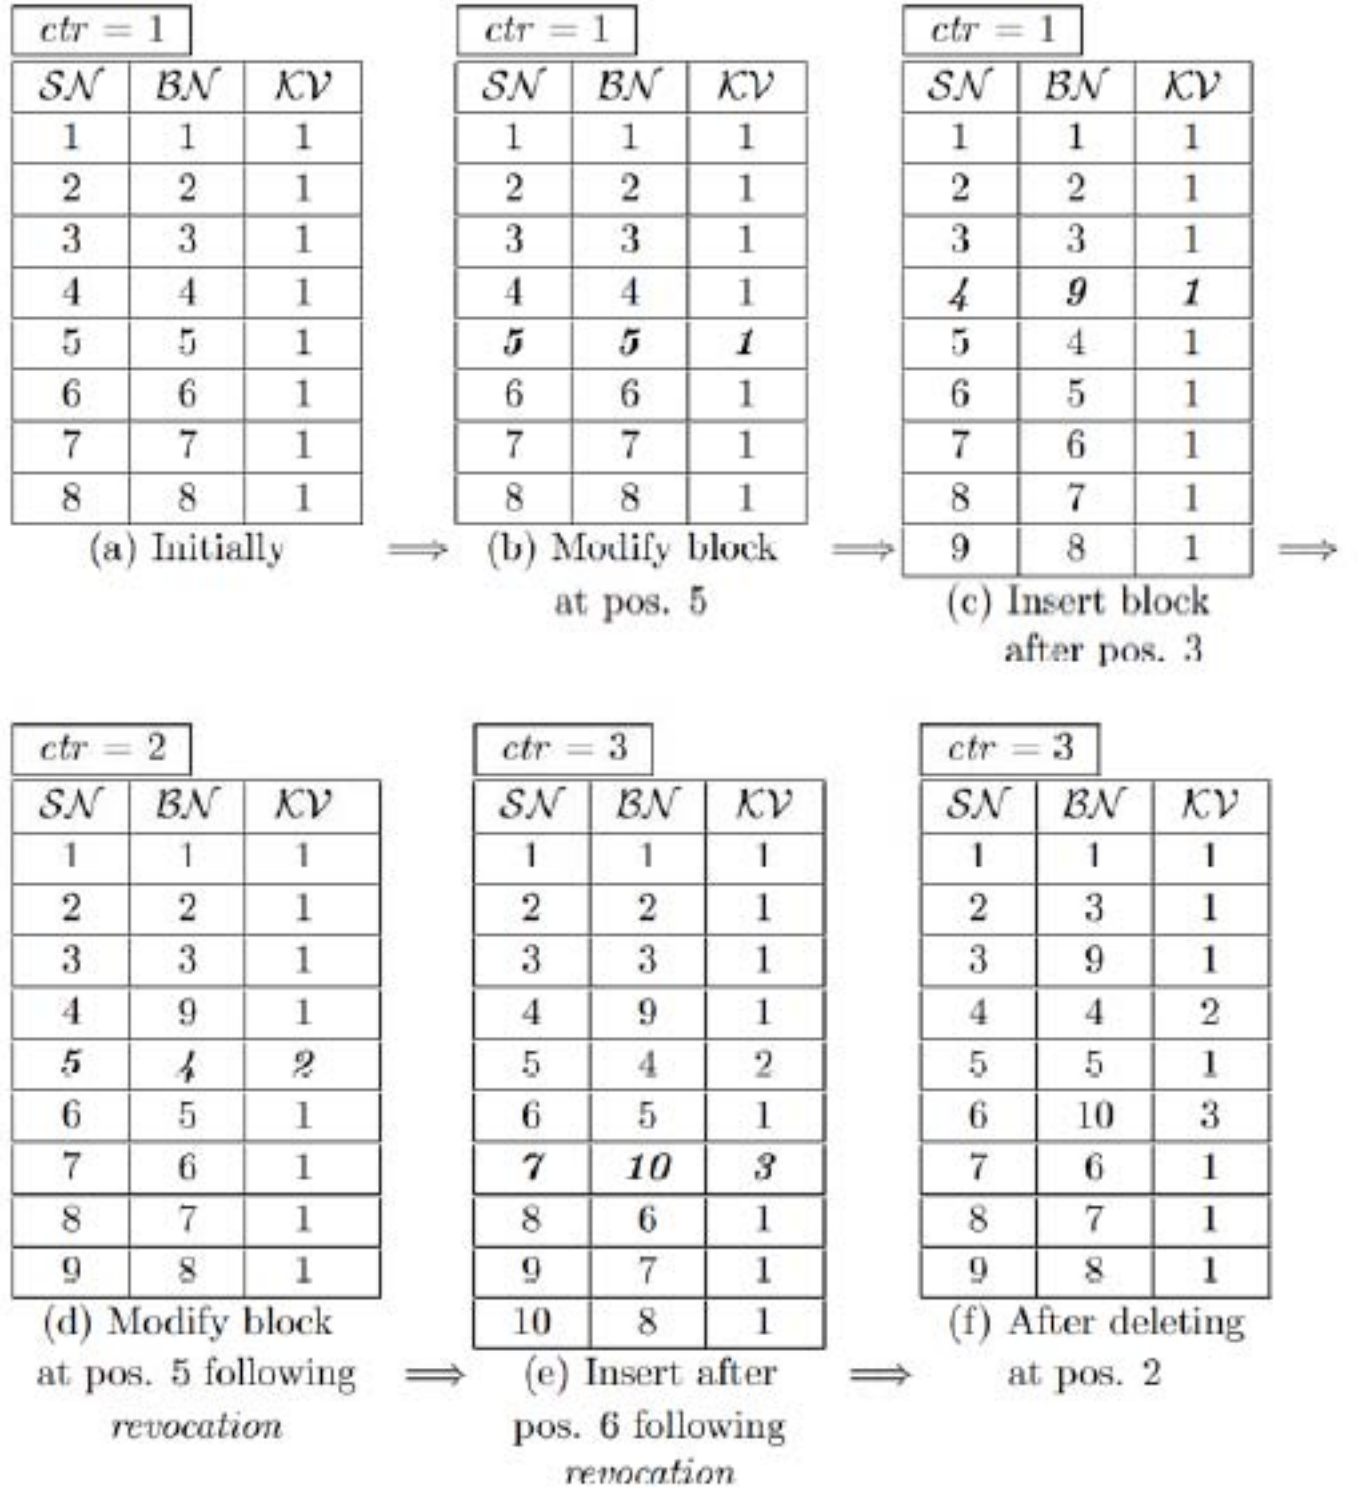 ctr = 1
SN BN KV
1 1 1
2 2 1
3 3 1
4 4 1
5 5 1
6 6 1
7 7 1
8 8 1
(a) Initially
⟹
ctr = 1
SN BN KV
1 1 1
2 2 1
3 3 1
4 4 1
5 5 1
6 6 1
7 7 1
8 8 1
(b) Modify block
at pos. 5
⟹
ctr = 1
SN BN KV
1 1 1
2 2 1
3 3 1
4 9 1
5 4 1
6 5 1
7 6 1
8 7 1
9 8 1
(c) Insert block
after pos. 3
⟹
ctr = 2
SN BN KV
1 1 1
2 2 1
3 3 1
4 9 1
5 4 2
6 5 1
7 6 1
8 7 1
9 8 1
(d) Modify block
at pos. 5 following
revocation
⟹
ctr = 3
SN BN KV
1 1 1
2 2 1
3 3 1
4 9 1
5 4 2
6 5 1
7 10 3
8 6 1
9 7 1
10 8 1
(e) Insert after
pos. 6 following
revocation
⟹
ctr = 3
SN BN KV
1 1 1
2 3 1
3 9 1
4 4 2
5 5 1
6 10 3
7 6 1
8 7 1
9 8 1
(f) After deleting
at pos. 2